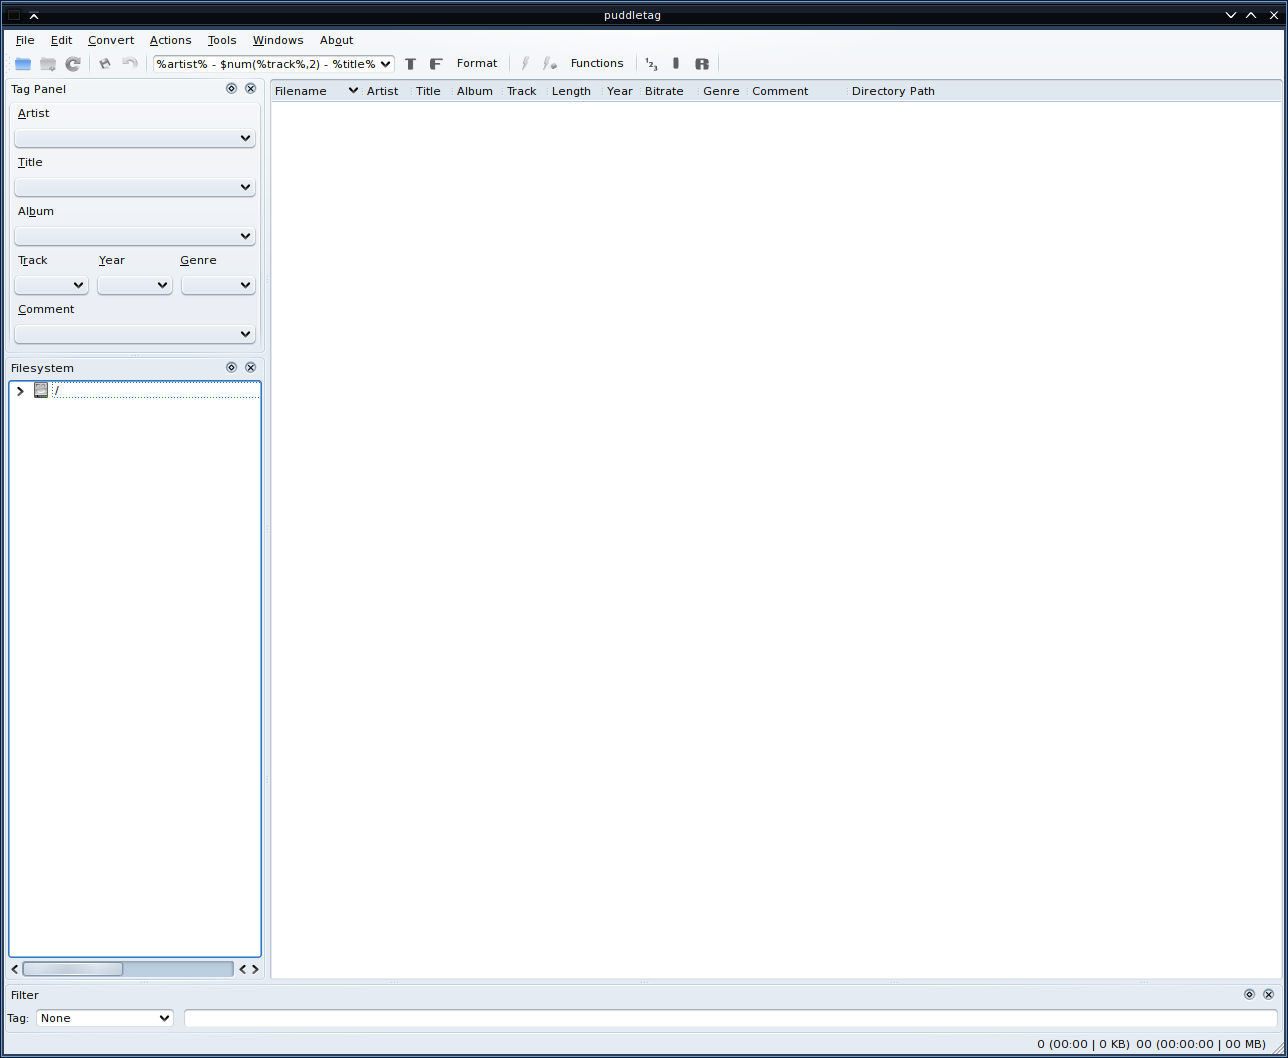 puddletag
File Edit Convert Actions Tools Windows About
%artist% - $num(%track%,2) - %title% T F Format Functions 123 I R
Tag Panel
Artist
Title
Album
Track Year Genre
Comment
Filesystem
/
Filename Artist Title Album Track Length Year Bitrate Genre Comment Directory Path
Filter
Tag: None
0 (00:00 | 0 KB) 00 (00:00:00 | 00 MB)